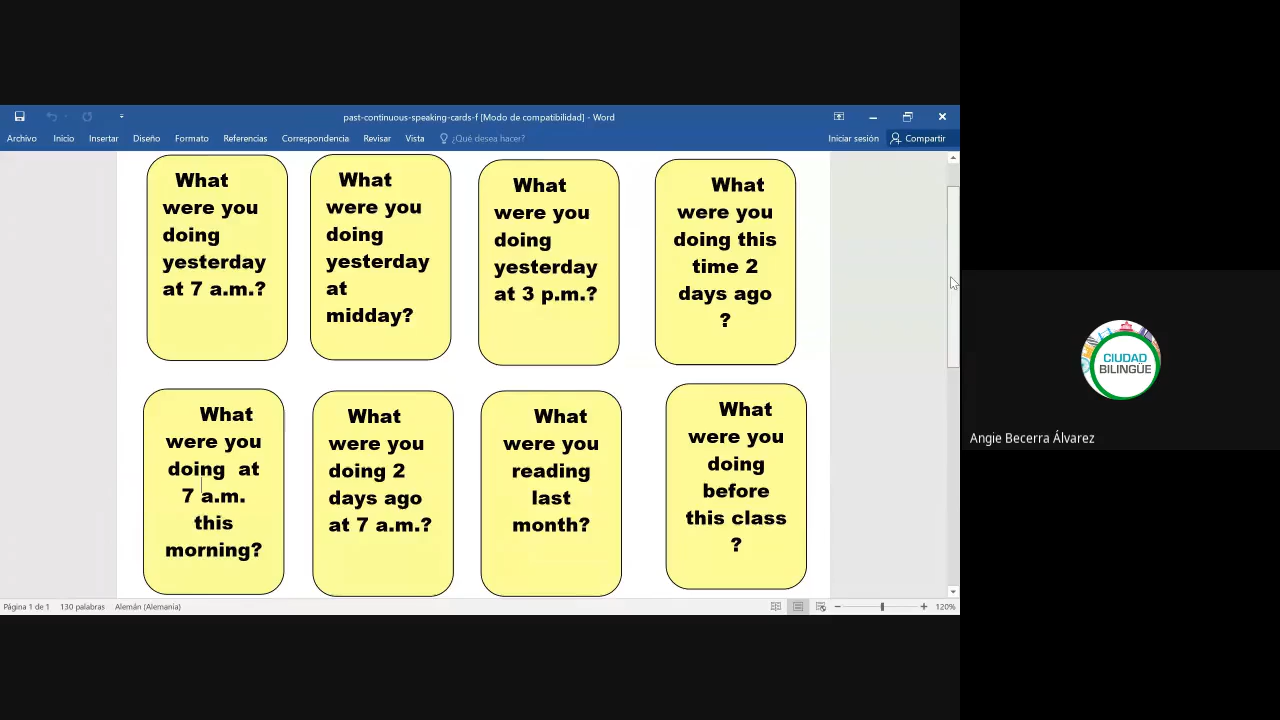 past-continuous-speaking-cards-f [Modo de compatibilidad] - Word
Archivo Inicio Insertar Diseño Formato Referencias Correspondencia Revisar Vista ¿Qué desea hacer? Iniciar sesión Compartir
What
were you
doing
yesterday
at 7 a.m.?
What
were you
doing
yesterday
at
midday?
What
were you
doing
yesterday
at 3 p.m.?
What
were you
doing this
time 2
days ago
?
What
were you
doing at
7 a.m.
this
morning?
What
were you
doing 2
days ago
at 7 a.m.?
What
were you
reading
last
month?
What
were you
doing
before
this class
?
Página 1 de 1 130 palabras Alemán (Alemania) 120%
CIUDAD
BILINGÜE
Angie Becerra Álvarez